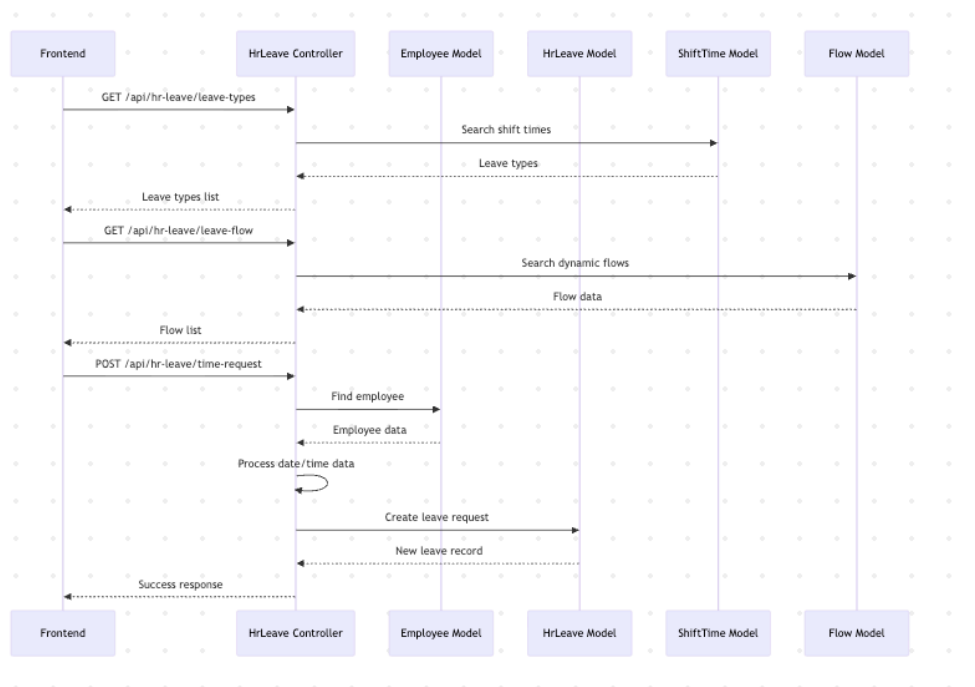 Frontend
HrLeave Controller
Employee Model
HrLeave Model
ShiftTime Model
Flow Model
GET /api/hr-leave/leave-types
Search shift times
Leave types
Leave types list
GET /api/hr-leave/leave-flow
Search dynamic flows
Flow data
Flow list
POST /api/hr-leave/time-request
Find employee
Employee data
Process date/time data
Create leave request
New leave record
Success response
Frontend
HrLeave Controller
Employee Model
HrLeave Model
ShiftTime Model
Flow Model